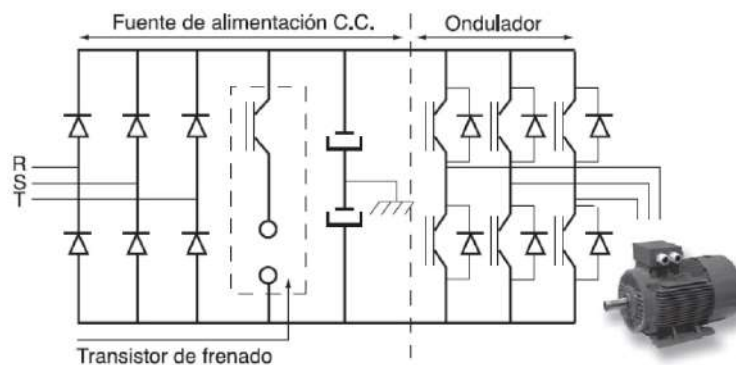 Fuente de alimentación C.C.
Ondulador
R
S
T
Transistor de frenado